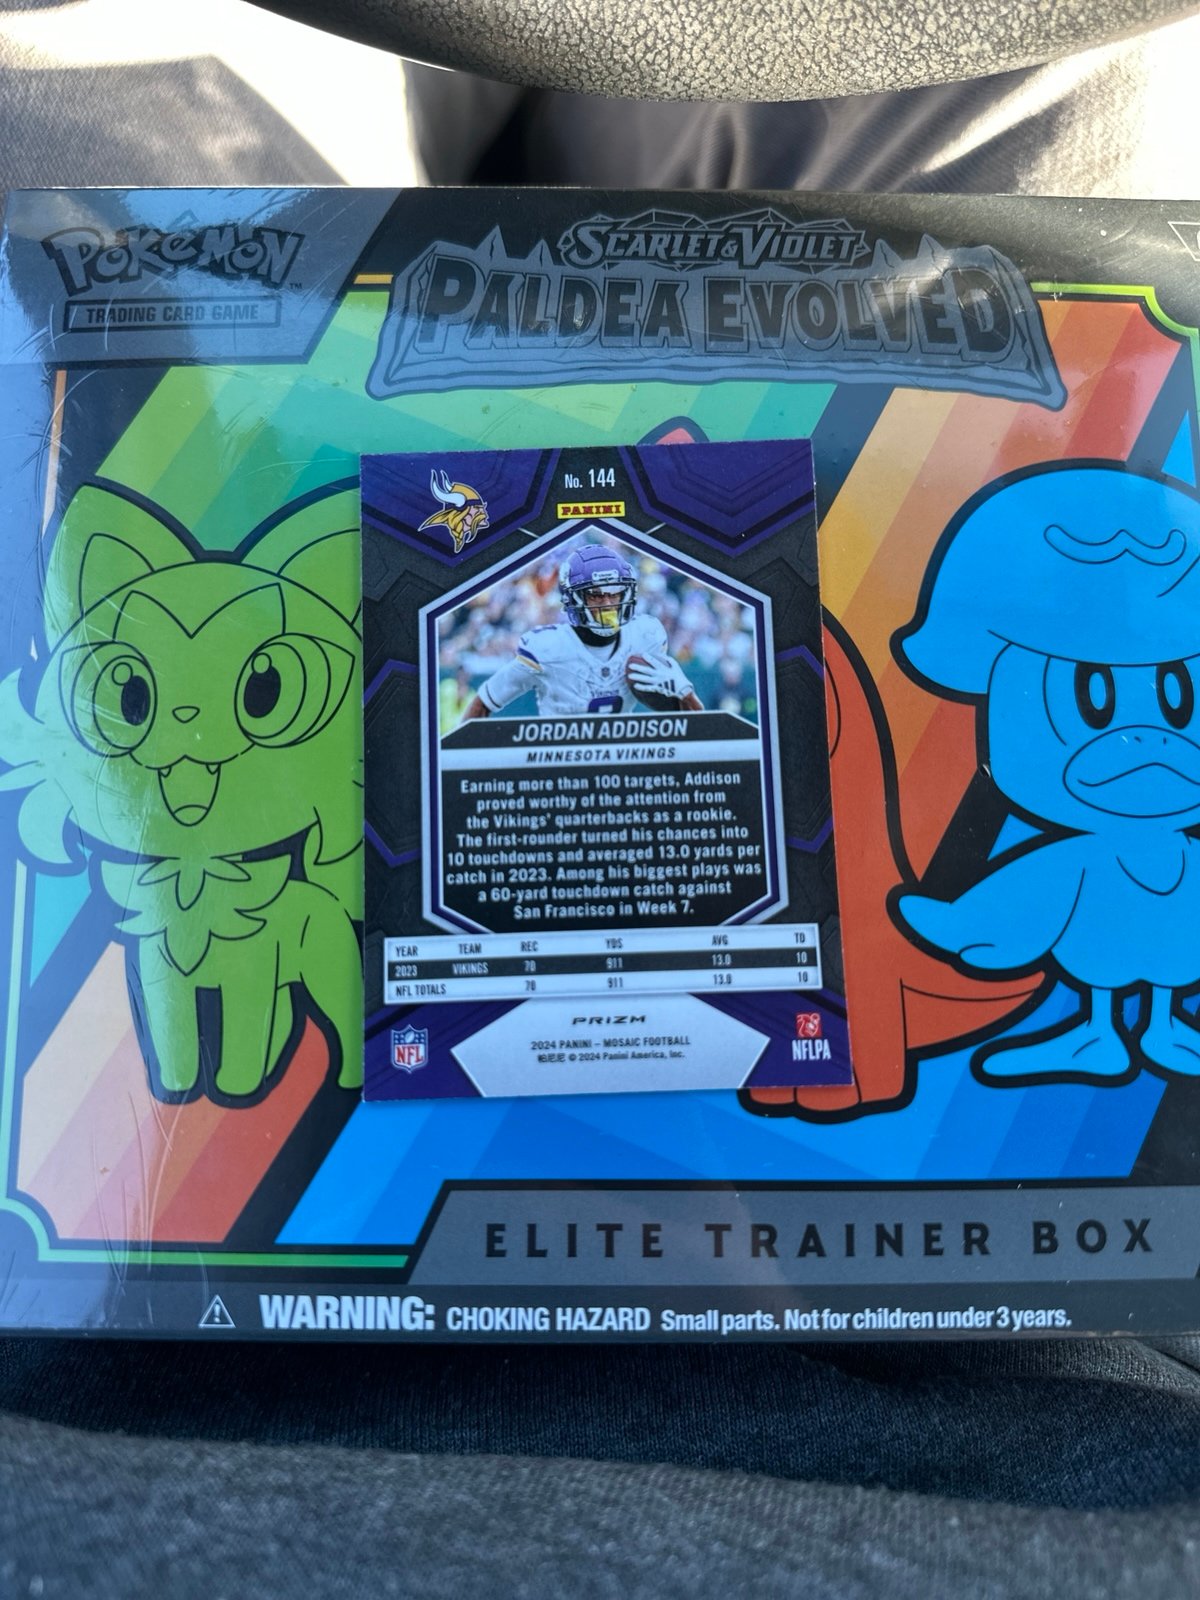 POKÉMON
TRADING CARD GAME
SCARLET & VIOLET
PALDEA EVOLVED
No. 144
PANINI
JORDAN ADDISON
MINNESOTA VIKINGS
Earning more than 100 targets, Addison
proved worthy of the attention from
the Vikings' quarterbacks as a rookie.
The first-rounder turned his chances into
10 touchdowns and averaged 13.0 yards per
catch in 2023. Among his biggest plays was
a 60-yard touchdown catch against
San Francisco in Week 7.
YEAR TEAM REC YDS AVG TD
2023 VIKINGS 70 911 13.0 10
NFL TOTALS 70 911 13.0 10
PRIZM
2024 PANINI – MOSAIC FOOTBALL
© 2024 Panini America, Inc.
NFL
NFLPA
ELITE TRAINER BOX
WARNING: CHOKING HAZARD Small parts. Not for children under 3 years.